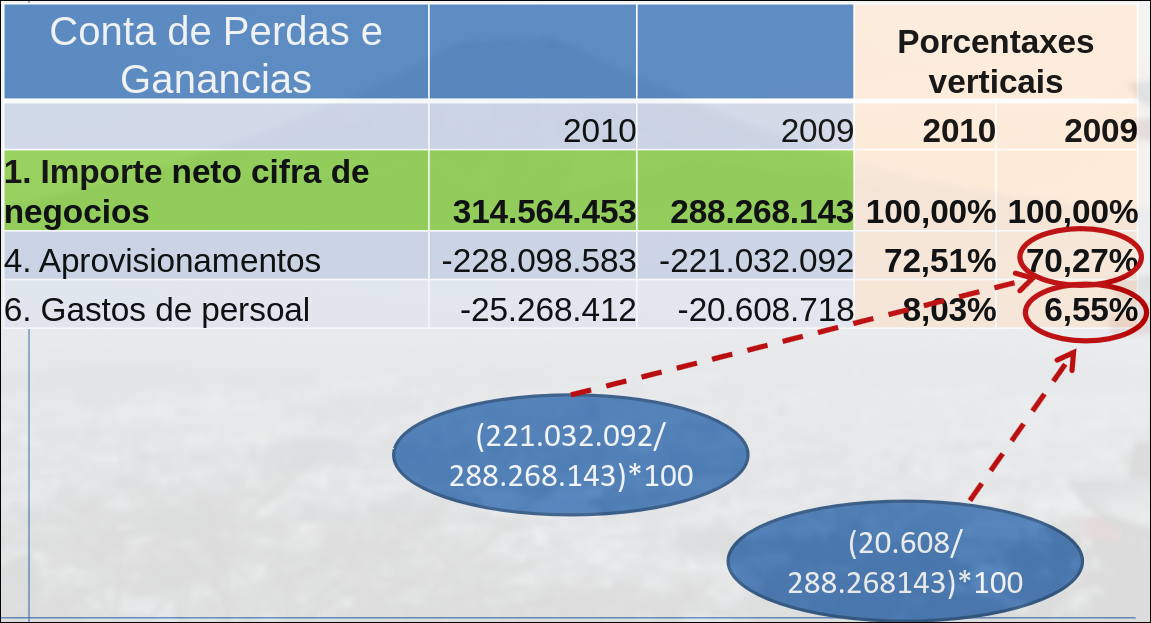 Conta de Perdas e
Ganancias
Porcentaxes
verticais
2010 2009 2010 2009
1. Importe neto cifra de
negocios 314.564.453 288.268.143 100,00% 100,00%
4. Aprovisionamentos -228.098.583 -221.032.092 72,51% 70,27%
6. Gastos de persoal -25.268.412 -20.608.718 8,03% 6,55%
(221.032.092/
288.268.143)*100
(20.608/
288.268143)*100